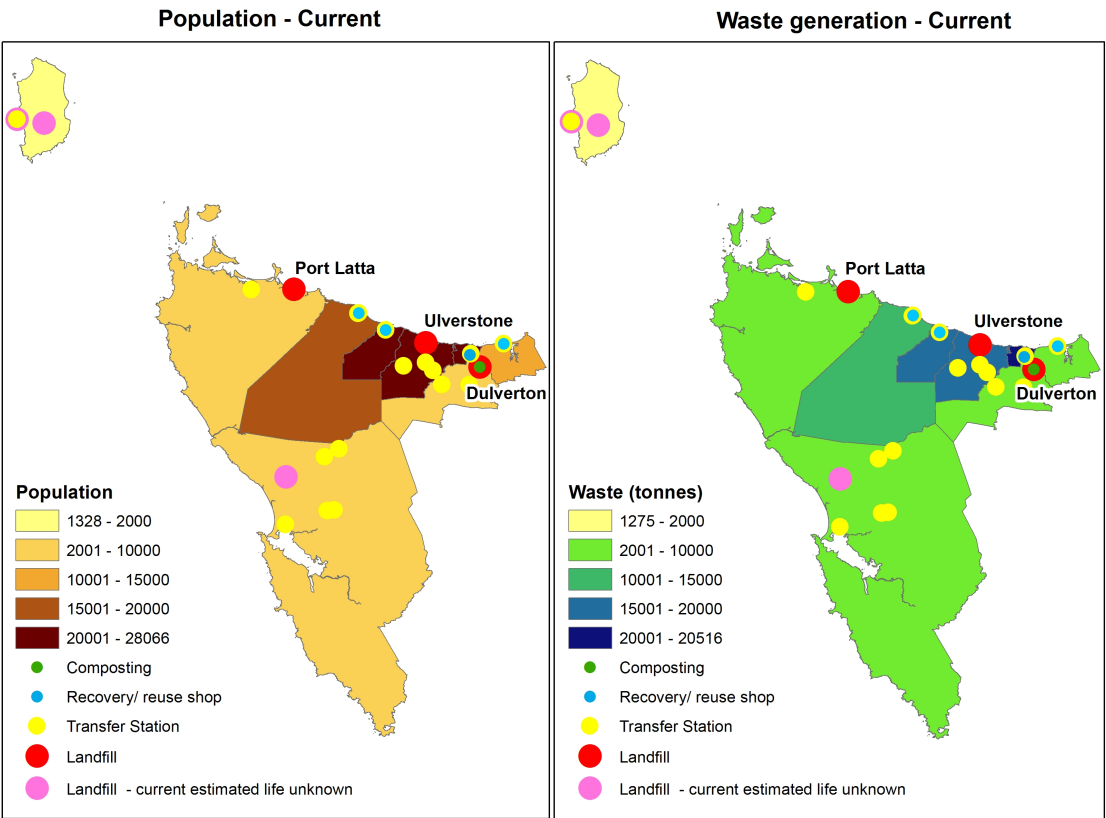 Population - Current
Port Latta
Ulverstone
Dulverton
Population
1328 - 2000
2001 - 10000
10001 - 15000
15001 - 20000
20001 - 28066
Composting
Recovery/ reuse shop
Transfer Station
Landfill
Landfill - current estimated life unknown
Waste generation - Current
Port Latta
Ulverstone
Dulverton
Waste (tonnes)
1275 - 2000
2001 - 10000
10001 - 15000
15001 - 20000
20001 - 20516
Composting
Recovery/ reuse shop
Transfer Station
Landfill
Landfill - current estimated life unknown